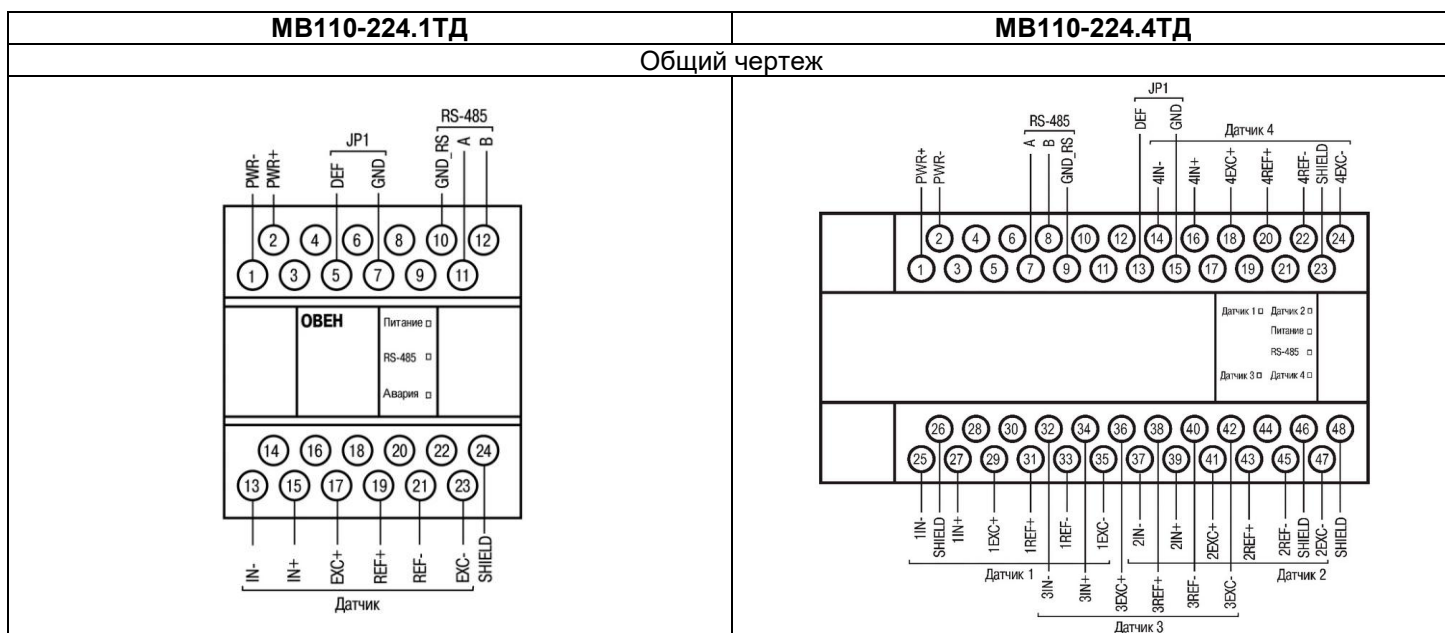 МВ110-224.1ТД
МВ110-224.4ТД
Общий чертеж
RS-485
JP1
PWR-
PWR+
DEF
GND
GND_RS
A
B
2 4 6 8 10 12
1 3 5 7 9 11
ОВЕН
Питание
RS-485
Авария
14 16 18 20 22 24
13 15 17 19 21 23
IN-
IN+
EXC+
REF+
REF-
EXC-
SHIELD
Датчик
JP1
RS-485
Датчик 4
PWR+
PWR-
A
B
GND_RS
DEF
4IN-
GND
4IN+
4EXC+
4REF+
4REF-
SHIELD
4EXC-
2 4 6 8 10 12 14 16 18 20 22 24
1 3 5 7 9 11 13 15 17 19 21 23
Датчик 1 Датчик 2
Питание
RS-485
Датчик 3 Датчик 4
26 28 30 32 34 36 38 40 42 44 46 48
25 27 29 31 33 35 37 39 41 43 45 47
1IN-
SHIELD
1IN+
1EXC+
1REF+
1REF-
1EXC-
2IN-
2IN+
2EXC+
2REF+
2REF-
SHIELD
2EXC-
SHIELD
Датчик 1
Датчик 2
3IN-
3IN+
3EXC+
3REF+
3REF-
3EXC-
Датчик 3